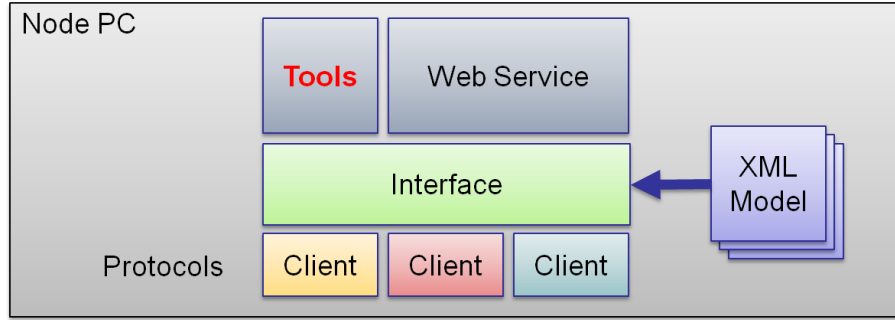 Node PC
Tools
Web Service
Interface
XML
Model
Protocols
Client
Client
Client